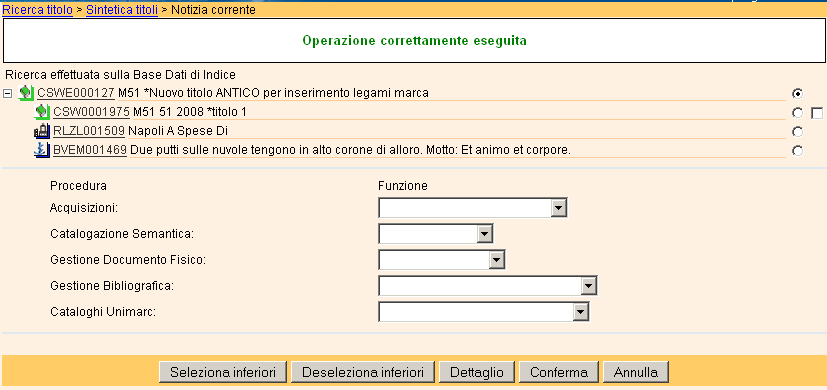 Ricerca titolo > Sintetica titoli > Notizia corrente
Operazione correttamente eseguita
Ricerca effettuata sulla Base Dati di Indice
CSWE000127 M51 *Nuovo titolo ANTICO per inserimento legami marca
CSW0001975 M51 51 2008 *titolo 1
RLZL001509 Napoli A Spese Di
BVEM001469 Due putti sulle nuvole tengono in alto corone di alloro. Motto: Et animo et corpore.
Procedura Funzione
Acquisizioni:
Catalogazione Semantica:
Gestione Documento Fisico:
Gestione Bibliografica:
Cataloghi Unimarc:
Seleziona inferiori Deseleziona inferiori Dettaglio Conferma Annulla